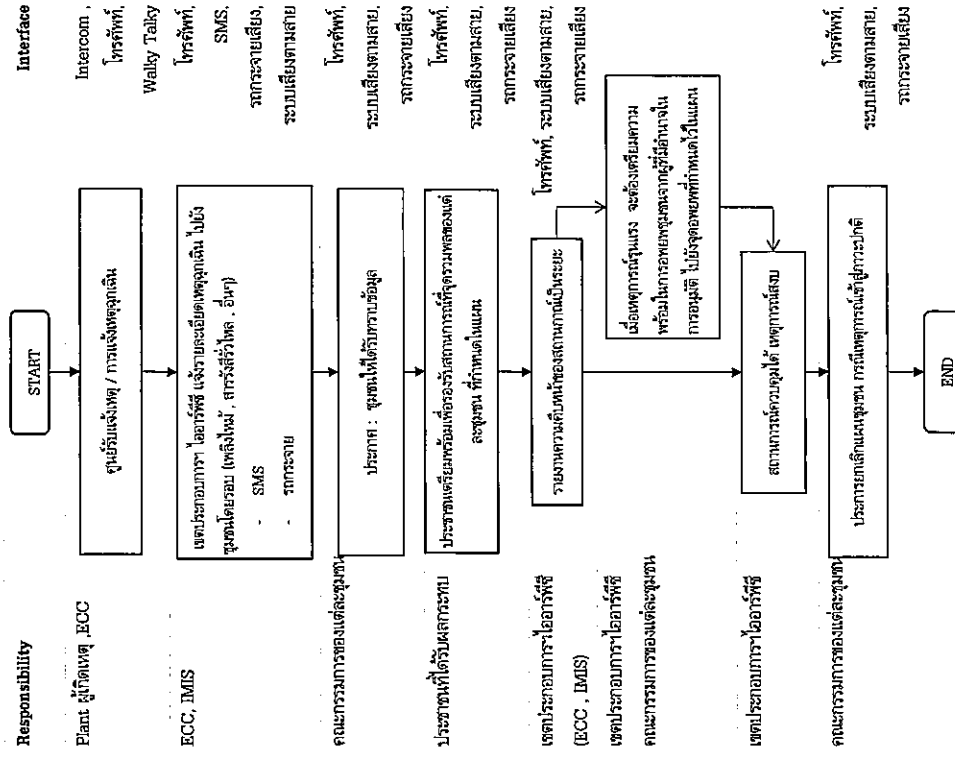 Responsibility
Interface
START
Plant ผู้เกิดเหตุ ,ECC
ศูนย์รับแจ้งเหตุ / การแจ้งเหตุฉุกเฉิน
Intercom ,
โทรศัพท์,
Walky Talky
ECC, IMIS
เขตประกอบการฯ ไออาร์พีซี แจ้งรายละเอียดเหตุฉุกเฉิน ไปยัง
ชุมชนโดยรอบ (เพลิงไหม้ , สารรังสีรั่วไหล , อื่นๆ)
- SMS
- รถกระจาย
โทรศัพท์,
SMS,
รถกระจายเสียง,
ระบบเสียงตามสาย
คณะกรรมการของแต่ละชุมชน
ประกาศ : ชุมชนให้ได้รับทราบข้อมูล
โทรศัพท์,
ระบบเสียงตามสาย,
รถกระจายเสียง
ประชาชนที่ได้รับผลกระทบ
ประชาชนเตรียมพร้อมเพื่อรองรับสถานการณ์ที่จุดรวมพลของแต่
ละชุมชน ที่กำหนดในแผน
โทรศัพท์,
ระบบเสียงตามสาย,
รถกระจายเสียง
เขตประกอบการฯไออาร์พีซี
(ECC , IMIS)
เขตประกอบการฯไออาร์พีซี
คณะกรรมการของแต่ละชุมชน
รายงานความคืบหน้าของสถานกาณ์เป็นระยะ
โทรศัพท์, ระบบเสียงตามสาย,
รถกระจายเสียง
เมื่อเหตุการณ์รุนแรง จะต้องเตรียมความ
พร้อมในการอพยพชุมชนจากผู้ที่มีอำนาจใน
การอนุมัติ ไปยังจุดอพยพที่กำหนดไว้ในแผน
เขตประกอบการฯไออาร์พีซี
สถานการณ์ควบคุมได้ เหตุการณ์สงบ
คณะกรรมการของแต่ละชุมชน
ประการยกเลิกแผนชุมชน กรณีเหตุการณ์เข้าสู่ภาวะปกติ
โทรศัพท์,
ระบบเสียงตามสาย,
รถกระจายเสียง
END